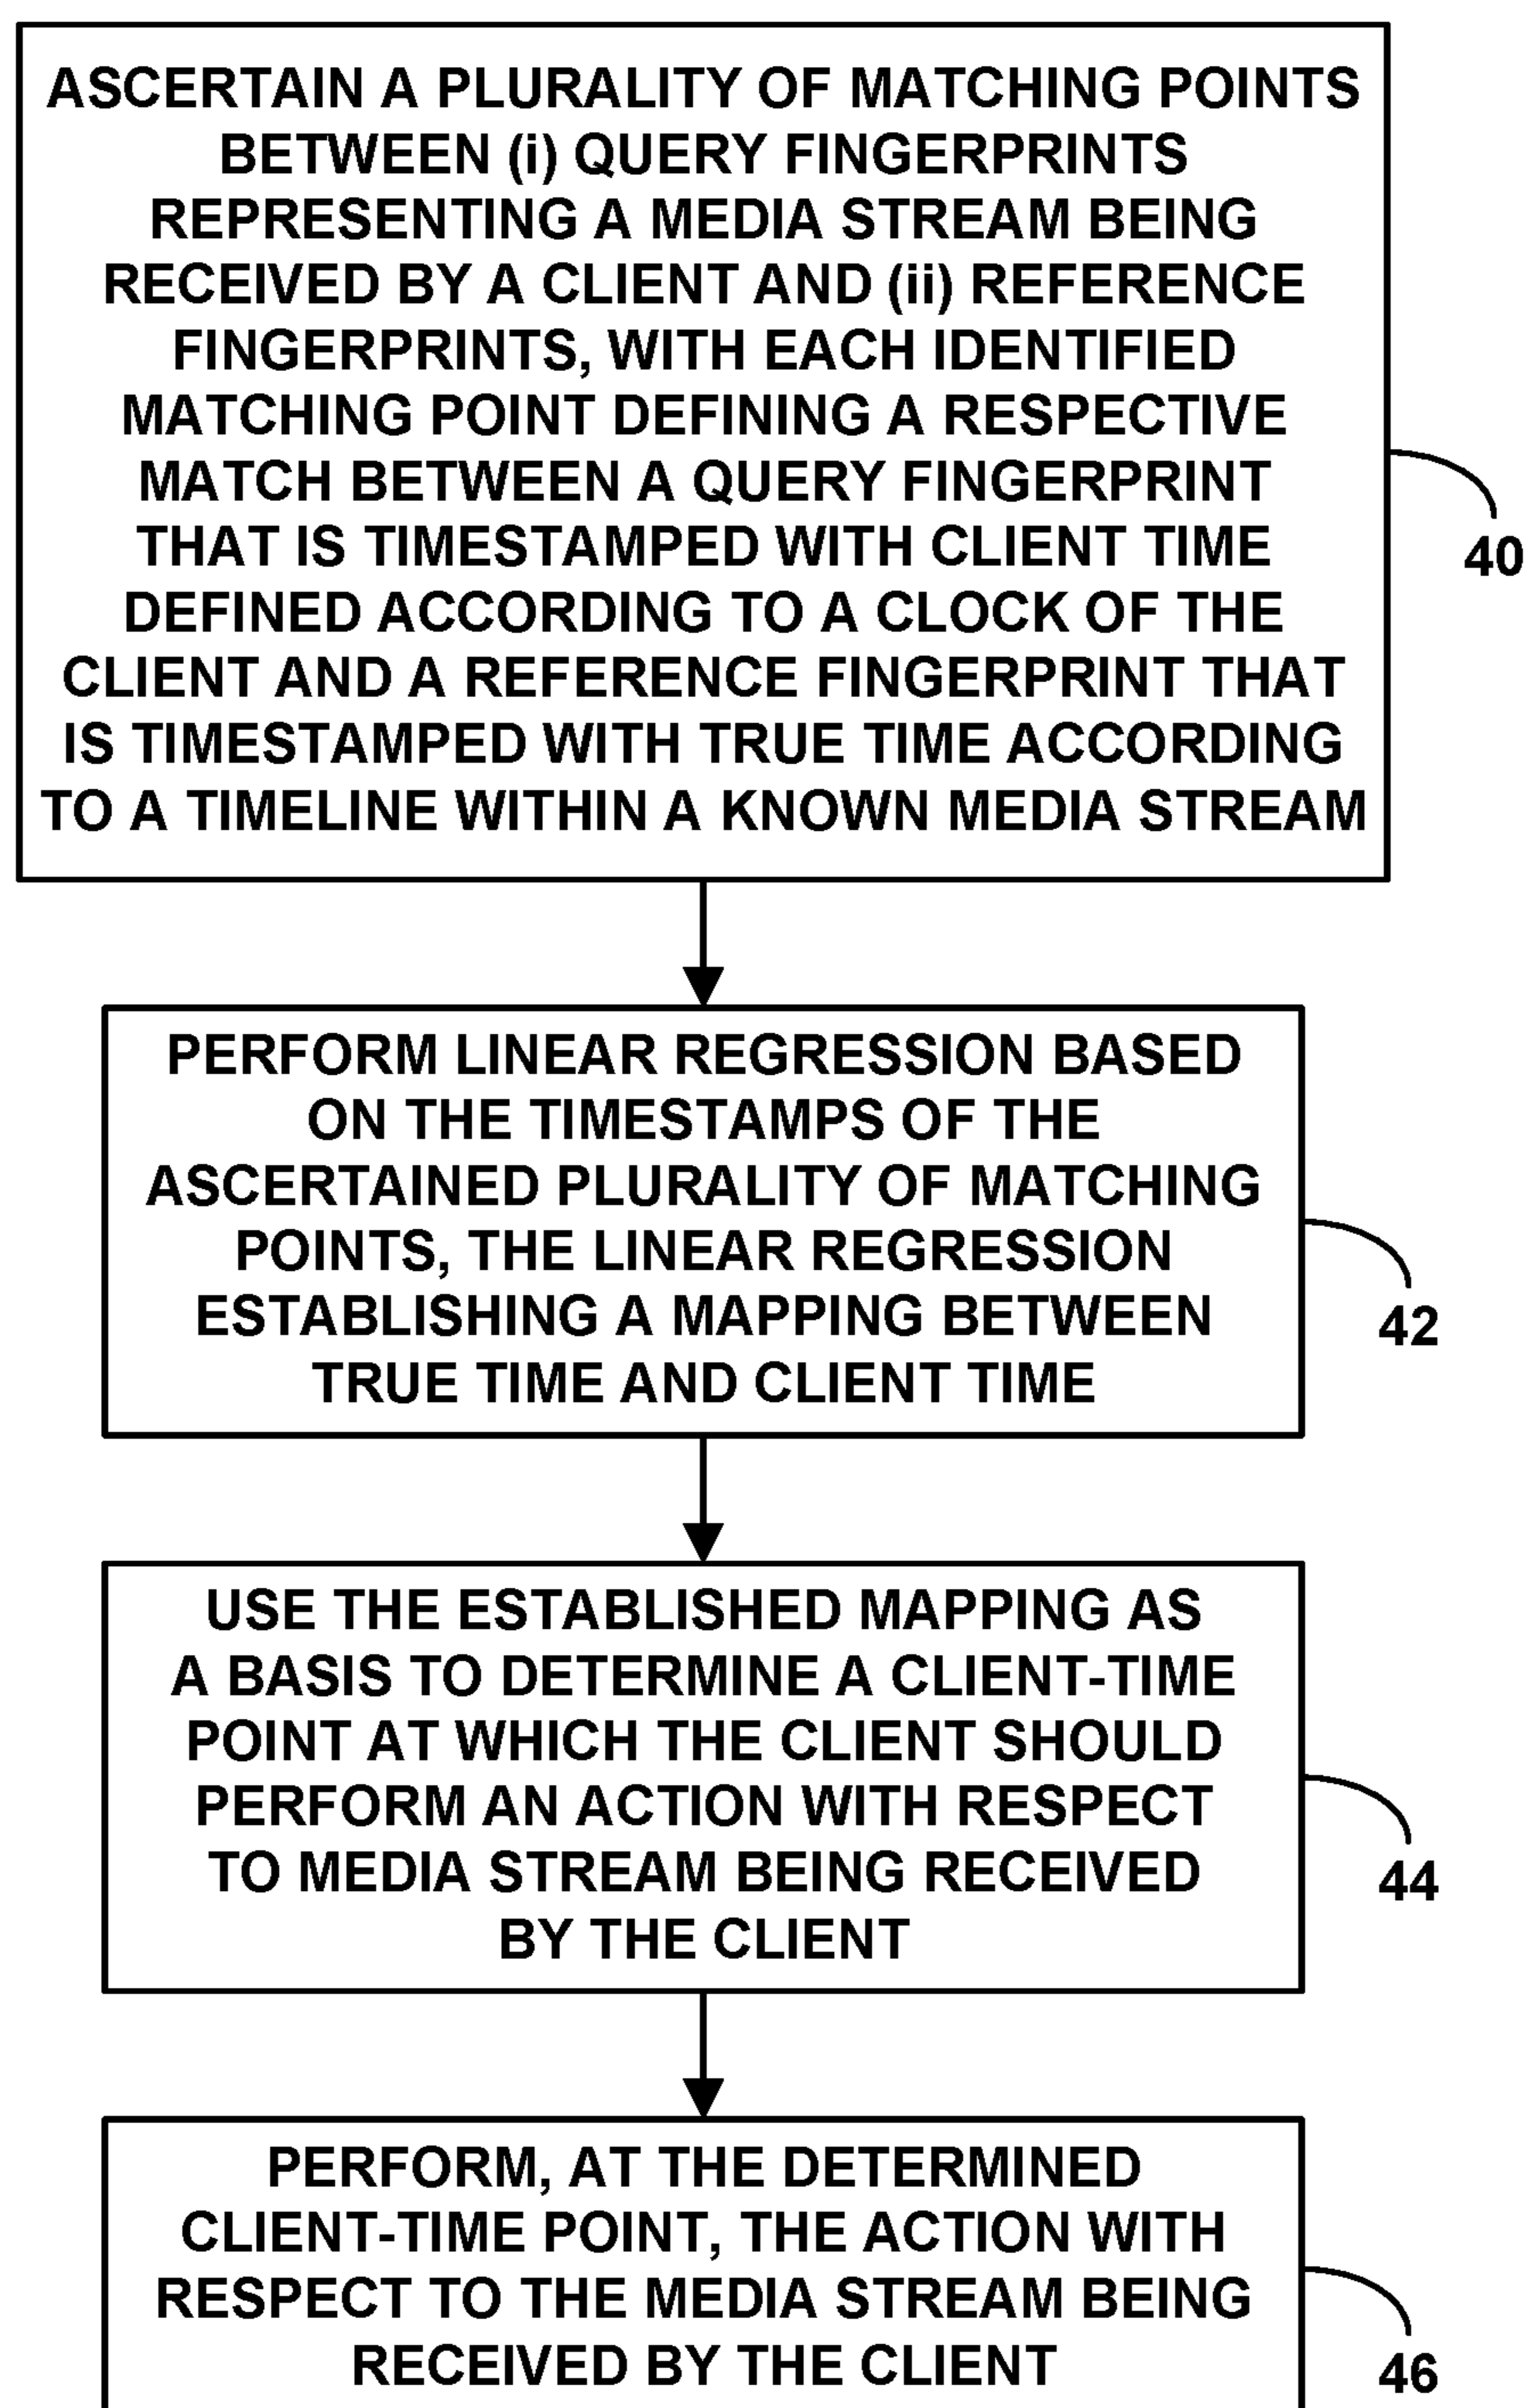 ASCERTAIN A PLURALITY OF MATCHING POINTS
BETWEEN (i) QUERY FINGERPRINTS
REPRESENTING A MEDIA STREAM BEING
RECEIVED BY A CLIENT AND (ii) REFERENCE
FINGERPRINTS, WITH EACH IDENTIFIED
MATCHING POINT DEFINING A RESPECTIVE
MATCH BETWEEN A QUERY FINGERPRINT
THAT IS TIMESTAMPED WITH CLIENT TIME
DEFINED ACCORDING TO A CLOCK OF THE
CLIENT AND A REFERENCE FINGERPRINT THAT
IS TIMESTAMPED WITH TRUE TIME ACCORDING
TO A TIMELINE WITHIN A KNOWN MEDIA STREAM
40
PERFORM LINEAR REGRESSION BASED
ON THE TIMESTAMPS OF THE
ASCERTAINED PLURALITY OF MATCHING
POINTS, THE LINEAR REGRESSION
ESTABLISHING A MAPPING BETWEEN
TRUE TIME AND CLIENT TIME
42
USE THE ESTABLISHED MAPPING AS
A BASIS TO DETERMINE A CLIENT-TIME
POINT AT WHICH THE CLIENT SHOULD
PERFORM AN ACTION WITH RESPECT
TO MEDIA STREAM BEING RECEIVED
BY THE CLIENT
44
PERFORM, AT THE DETERMINED
CLIENT-TIME POINT, THE ACTION WITH
RESPECT TO THE MEDIA STREAM BEING
RECEIVED BY THE CLIENT
46